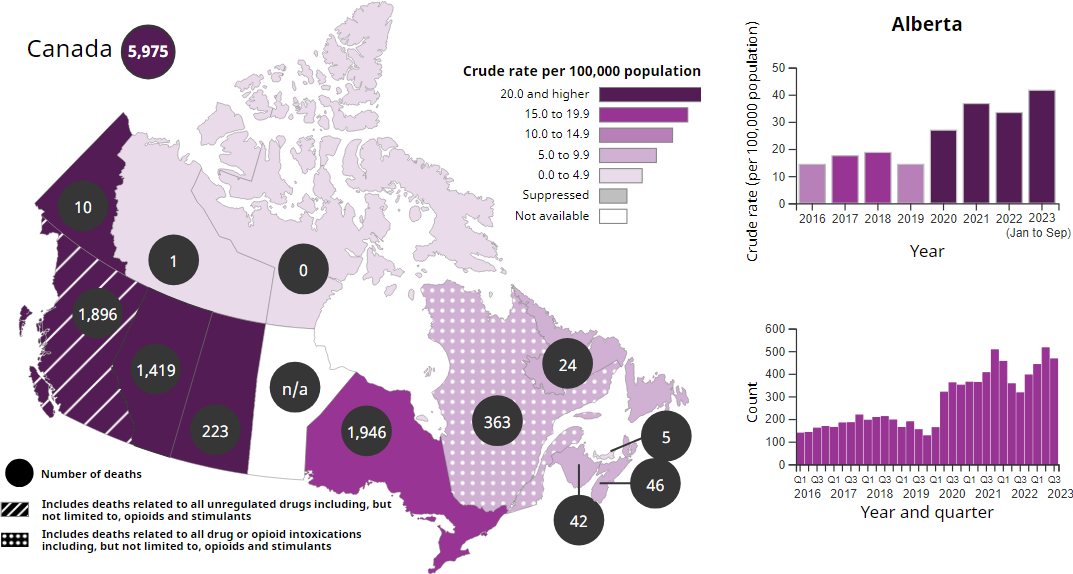 Canada 5,975
Crude rate per 100,000 population
20.0 and higher
15.0 to 19.9
10.0 to 14.9
5.0 to 9.9
0.0 to 4.9
Suppressed
Not available
10
1
0
1,896
1,419
223
n/a
1,946
363
24
5
46
42
Number of deaths
Includes deaths related to all unregulated drugs including, but
not limited to, opioids and stimulants
Includes deaths related to all drug or opioid intoxications
including, but not limited to, opioids and stimulants
Alberta
Crude rate (per 100,000 population)
50
40
30
20
10
0
2016 2017 2018 2019 2020 2021 2022 2023
(Jan to Sep)
Year
Count
600
500
400
300
200
100
0
Q1 Q3 Q1 Q3 Q1 Q3 Q1 Q3 Q1 Q3 Q1 Q3 Q1 Q3 Q1 Q3
2016 2017 2018 2019 2020 2021 2022 2023
Year and quarter